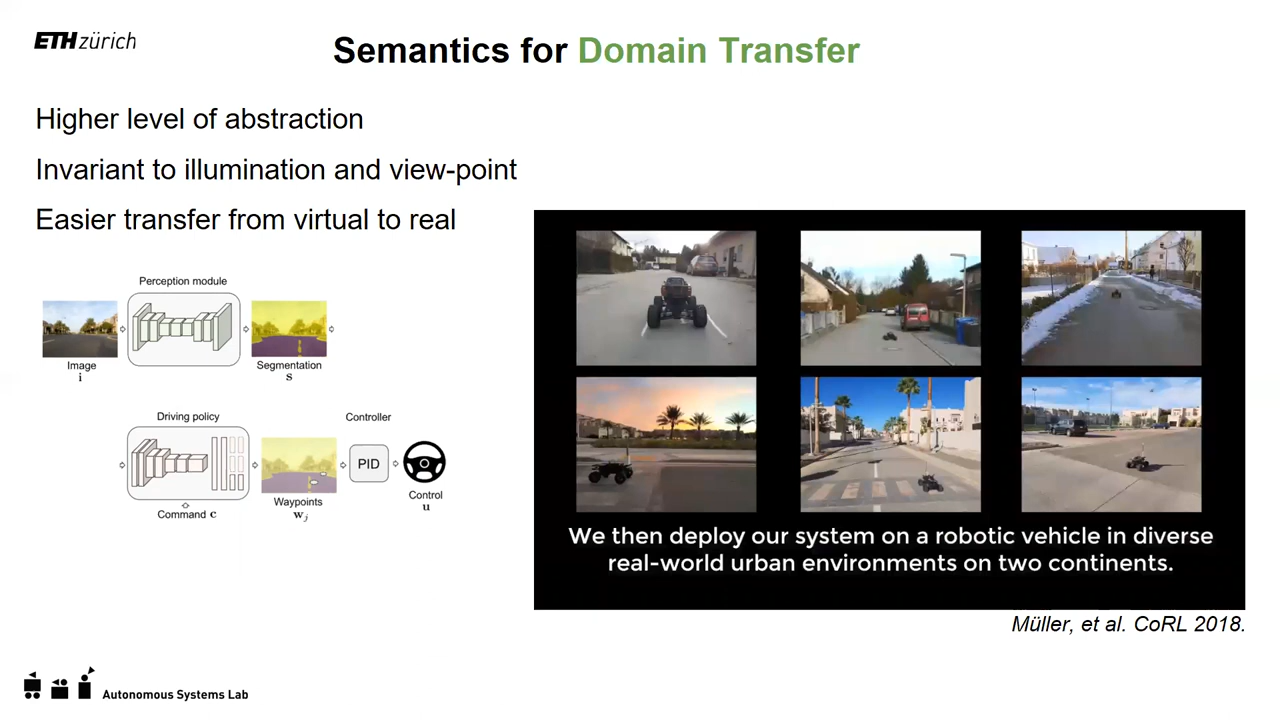 ETH zürich
Semantics for Domain Transfer
Higher level of abstraction
Invariant to illumination and view-point
Easier transfer from virtual to real
Perception module
Image
i
Segmentation
s
Driving policy
Controller
PID
Command c
Waypoints
wⱼ
Control
u
We then deploy our system on a robotic vehicle in diverse
real-world urban environments on two continents.
Müller, et al. CoRL 2018.
Autonomous Systems Lab